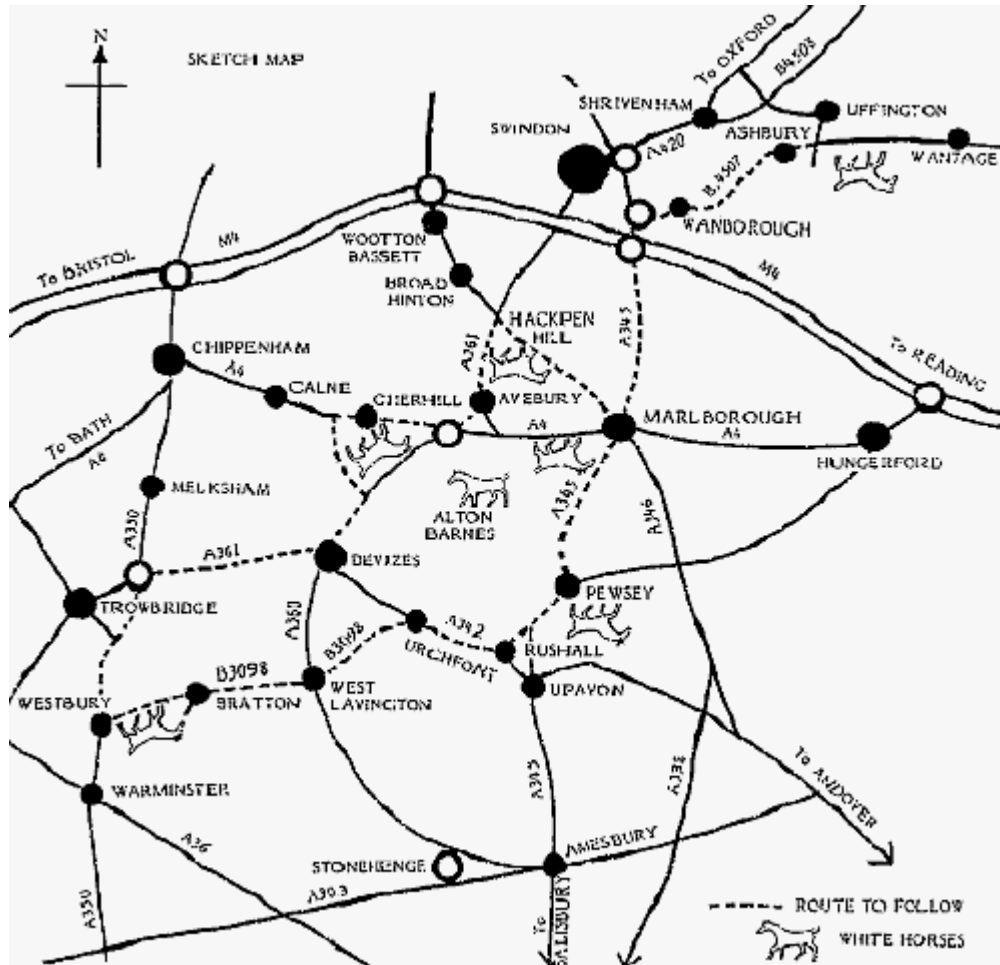 N
SKETCH MAP
TO OXFORD
B4508
SHRIVENHAM
UFFINGTON
SWINDON
ASHBURY
A420
WANTAGE
B.4507
WANBOROUGH
WOOTTON
BASSETT
M4
TO BRISTOL
M4
BROAD
HINTON
HACKPEN
HILL
A345
A361
TO READING
CHIPPENHAM
A4
CALNE
CHERHILL
AVEBURY
MARLBOROUGH
A4
A4
HUNGERFORD
TO BATH
MELKSHAM
ALTON
BARNES
A345
A346
A350
A361
DEVIZES
PEWSEY
TROWBRIDGE
A360
B3098
A342
URCHFONT
RUSHALL
WESTBURY
B3098
BRATTON
WEST
LAVINGTON
UPAVON
WARMINSTER
A345
A338
TO ANDOVER
A36
AMESBURY
STONEHENGE
A303
A350
TO
SALISBURY
ROUTE TO FOLLOW
WHITE HORSES